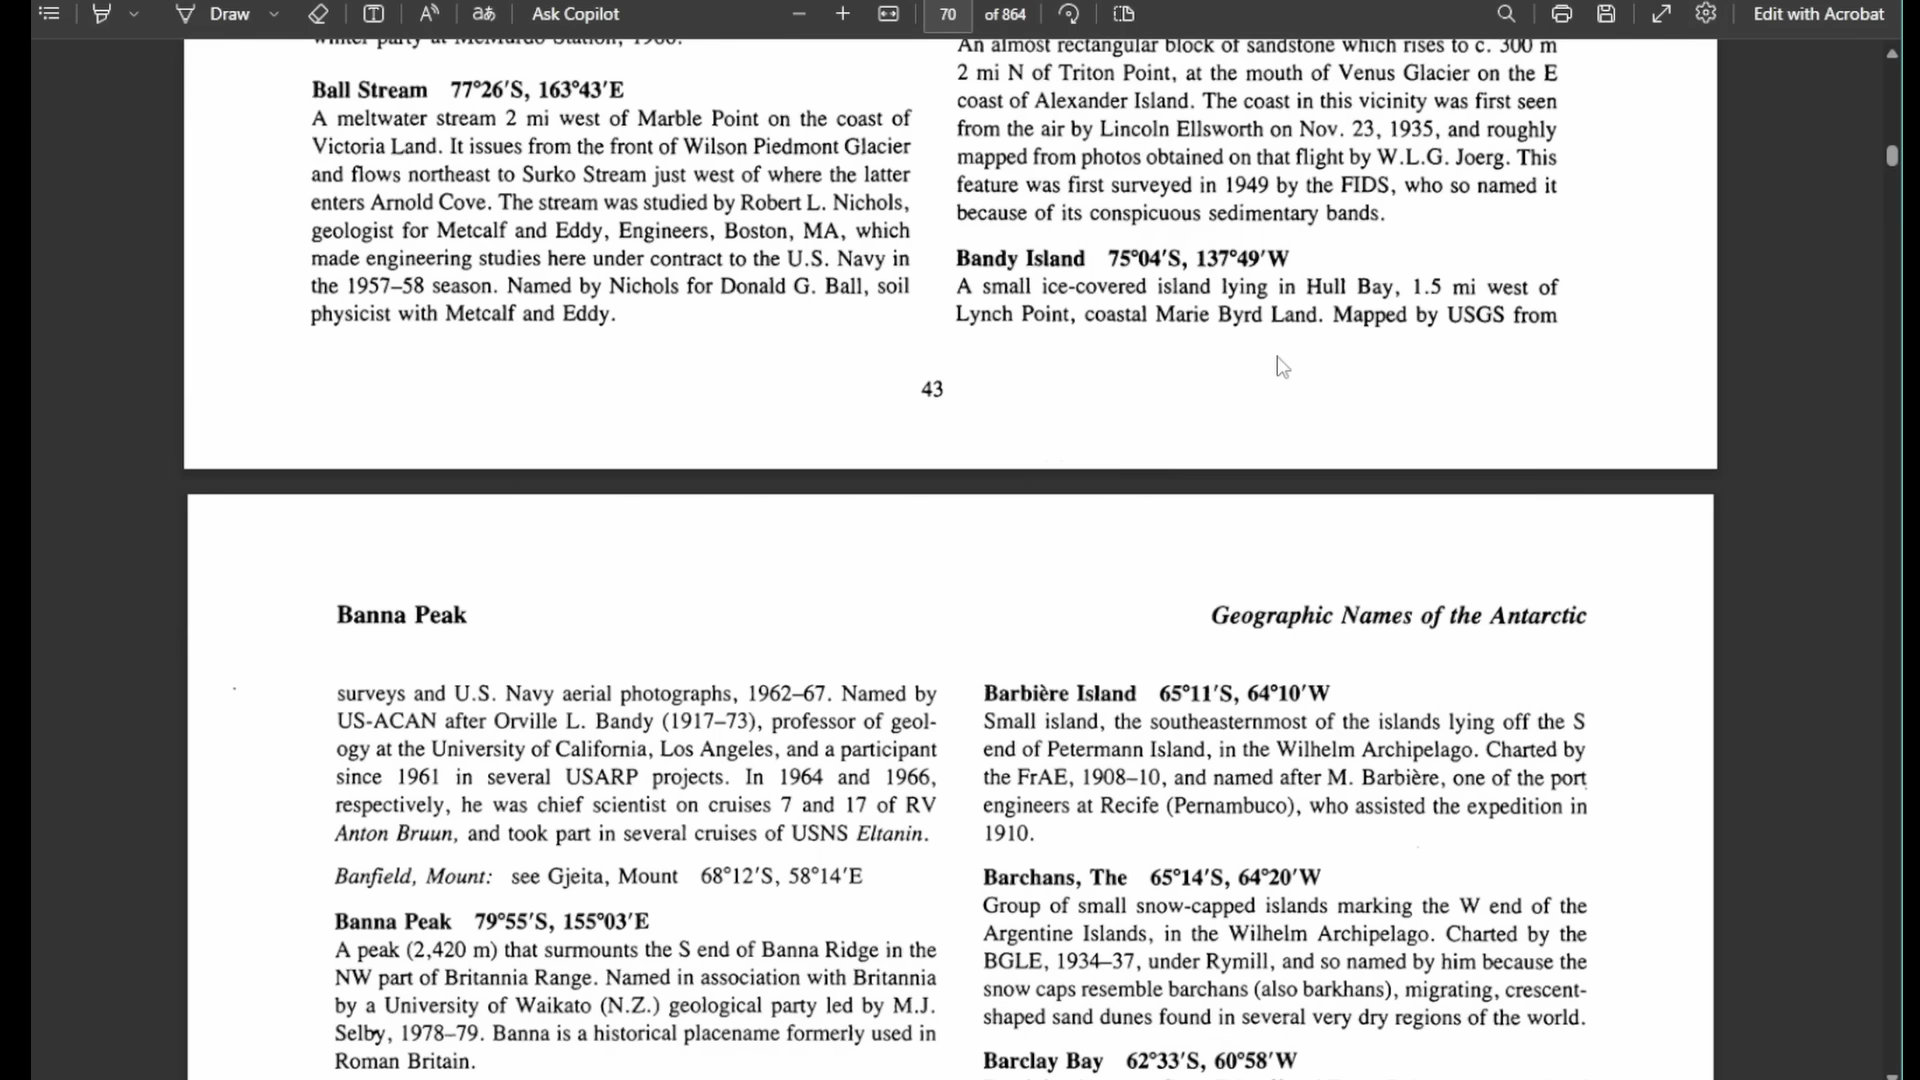 Draw
Ask Copilot
70 of 864
Edit with Acrobat
winter party at McMurdo Station, 1966.
Ball Stream 77°26′S, 163°43′E
A meltwater stream 2 mi west of Marble Point on the coast of
Victoria Land. It issues from the front of Wilson Piedmont Glacier
and flows northeast to Surko Stream just west of where the latter
enters Arnold Cove. The stream was studied by Robert L. Nichols,
geologist for Metcalf and Eddy, Engineers, Boston, MA, which
made engineering studies here under contract to the U.S. Navy in
the 1957–58 season. Named by Nichols for Donald G. Ball, soil
physicist with Metcalf and Eddy.
An almost rectangular block of sandstone which rises to c. 300 m
2 mi N of Triton Point, at the mouth of Venus Glacier on the E
coast of Alexander Island. The coast in this vicinity was first seen
from the air by Lincoln Ellsworth on Nov. 23, 1935, and roughly
mapped from photos obtained on that flight by W.L.G. Joerg. This
feature was first surveyed in 1949 by the FIDS, who so named it
because of its conspicuous sedimentary bands.
Bandy Island 75°04′S, 137°49′W
A small ice-covered island lying in Hull Bay, 1.5 mi west of
Lynch Point, coastal Marie Byrd Land. Mapped by USGS from
43
Banna Peak
Geographic Names of the Antarctic
surveys and U.S. Navy aerial photographs, 1962–67. Named by
US-ACAN after Orville L. Bandy (1917–73), professor of geol-
ogy at the University of California, Los Angeles, and a participant
since 1961 in several USARP projects. In 1964 and 1966,
respectively, he was chief scientist on cruises 7 and 17 of RV
Anton Bruun, and took part in several cruises of USNS Eltanin.
Banfield, Mount: see Gjeita, Mount 68°12′S, 58°14′E
Banna Peak 79°55′S, 155°03′E
A peak (2,420 m) that surmounts the S end of Banna Ridge in the
NW part of Britannia Range. Named in association with Britannia
by a University of Waikato (N.Z.) geological party led by M.J.
Selby, 1978–79. Banna is a historical placename formerly used in
Roman Britain.
Barbière Island 65°11′S, 64°10′W
Small island, the southeasternmost of the islands lying off the S
end of Petermann Island, in the Wilhelm Archipelago. Charted by
the FrAE, 1908–10, and named after M. Barbière, one of the port
engineers at Recife (Pernambuco), who assisted the expedition in
1910.
Barchans, The 65°14′S, 64°20′W
Group of small snow-capped islands marking the W end of the
Argentine Islands, in the Wilhelm Archipelago. Charted by the
BGLE, 1934–37, under Rymill, and so named by him because the
snow caps resemble barchans (also barkhans), migrating, crescent-
shaped sand dunes found in several very dry regions of the world.
Barclay Bay 62°33′S, 60°58′W